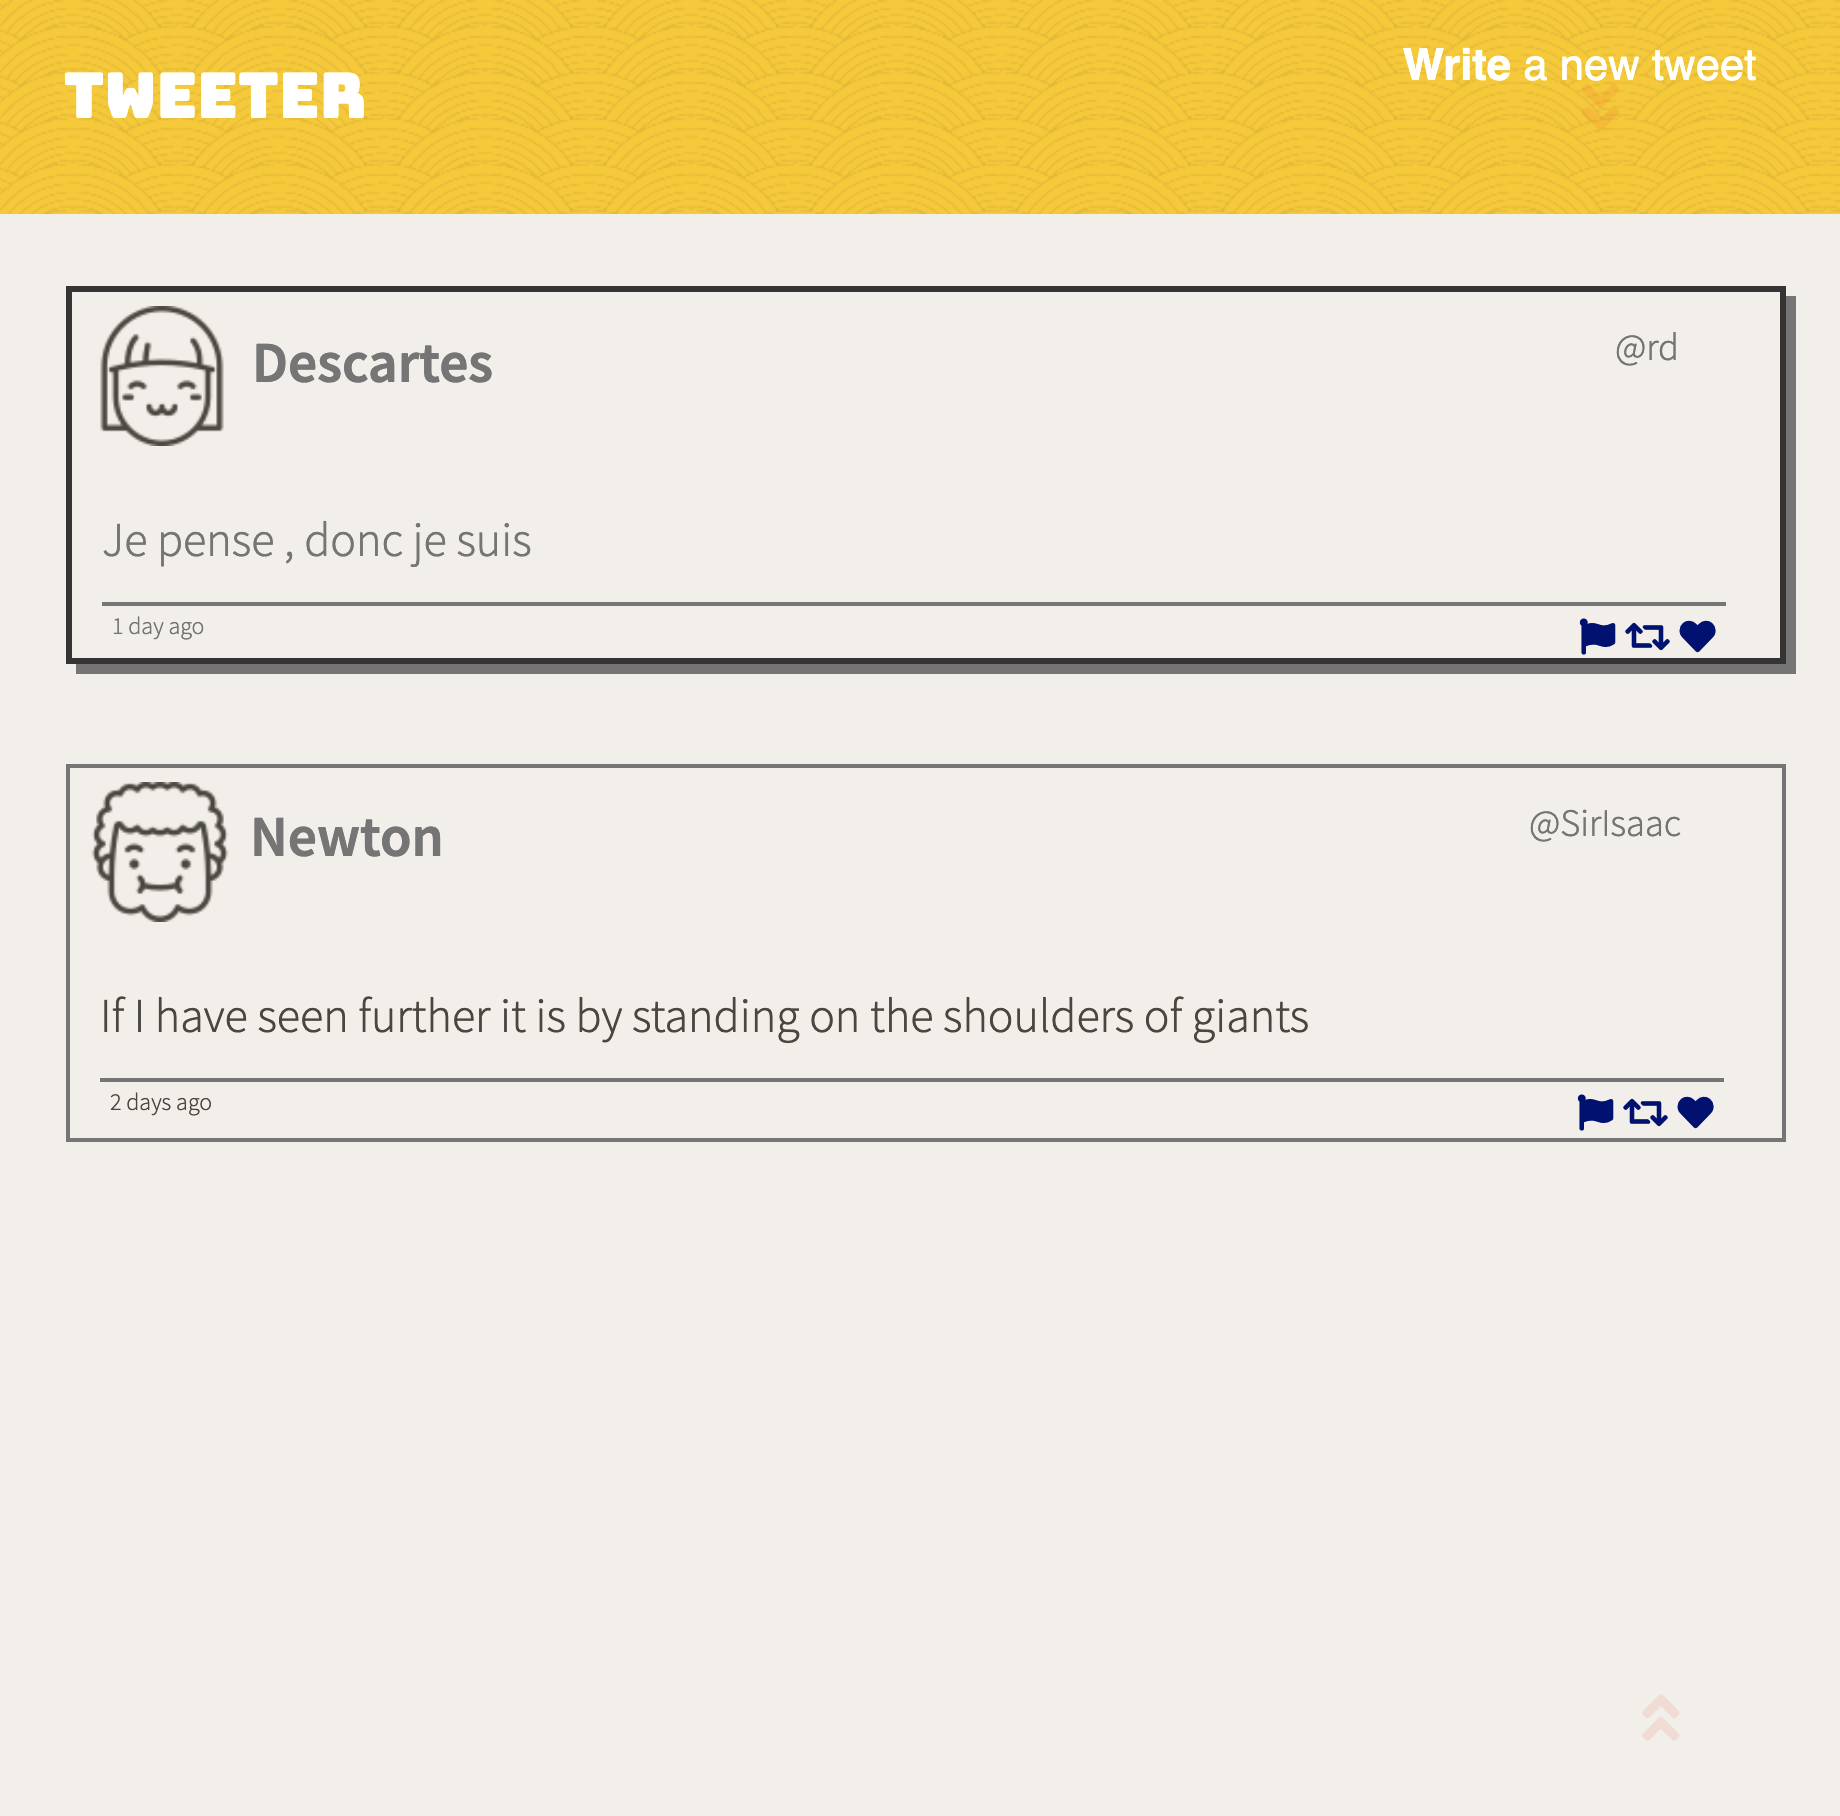 TWEETER
Write a new tweet
Descartes
@rd
Je pense , donc je suis
1 day ago
Newton
@SirIsaac
If I have seen further it is by standing on the shoulders of giants
2 days ago